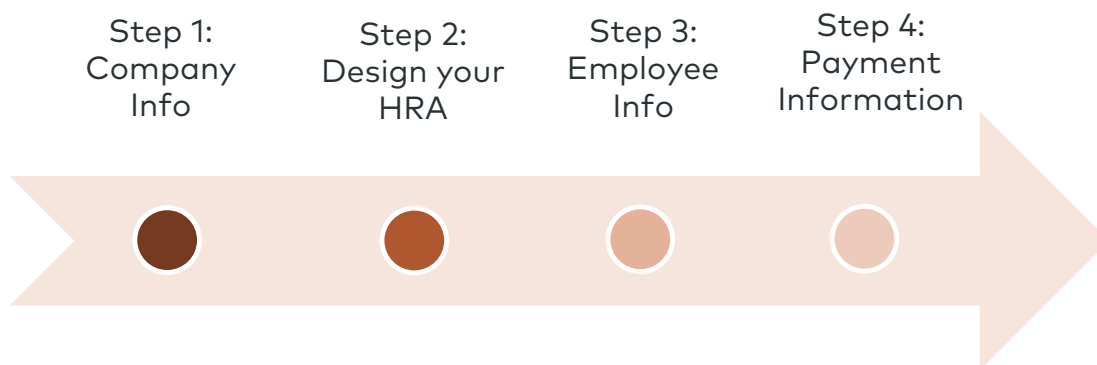 Step 1:
Company
Info
Step 2:
Design your
HRA
Step 3:
Employee
Info
Step 4:
Payment
Information